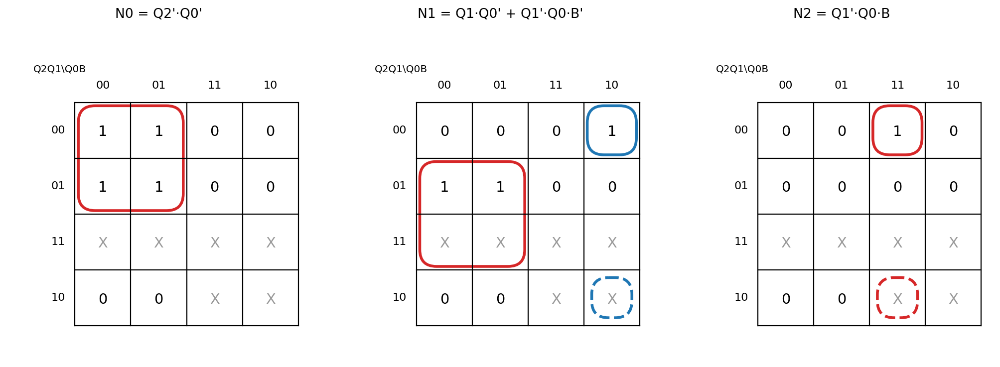 N0 = Q2'·Q0'
Q2Q1\Q0B
00 01 11 10
00 1 1 0 0
01 1 1 0 0
11 X X X X
10 0 0 X X
N1 = Q1·Q0' + Q1'·Q0·B'
Q2Q1\Q0B
00 01 11 10
00 0 0 0 1
01 1 1 0 0
11 X X X X
10 0 0 X X
N2 = Q1'·Q0·B
Q2Q1\Q0B
00 01 11 10
00 0 0 1 0
01 0 0 0 0
11 X X X X
10 0 0 X X